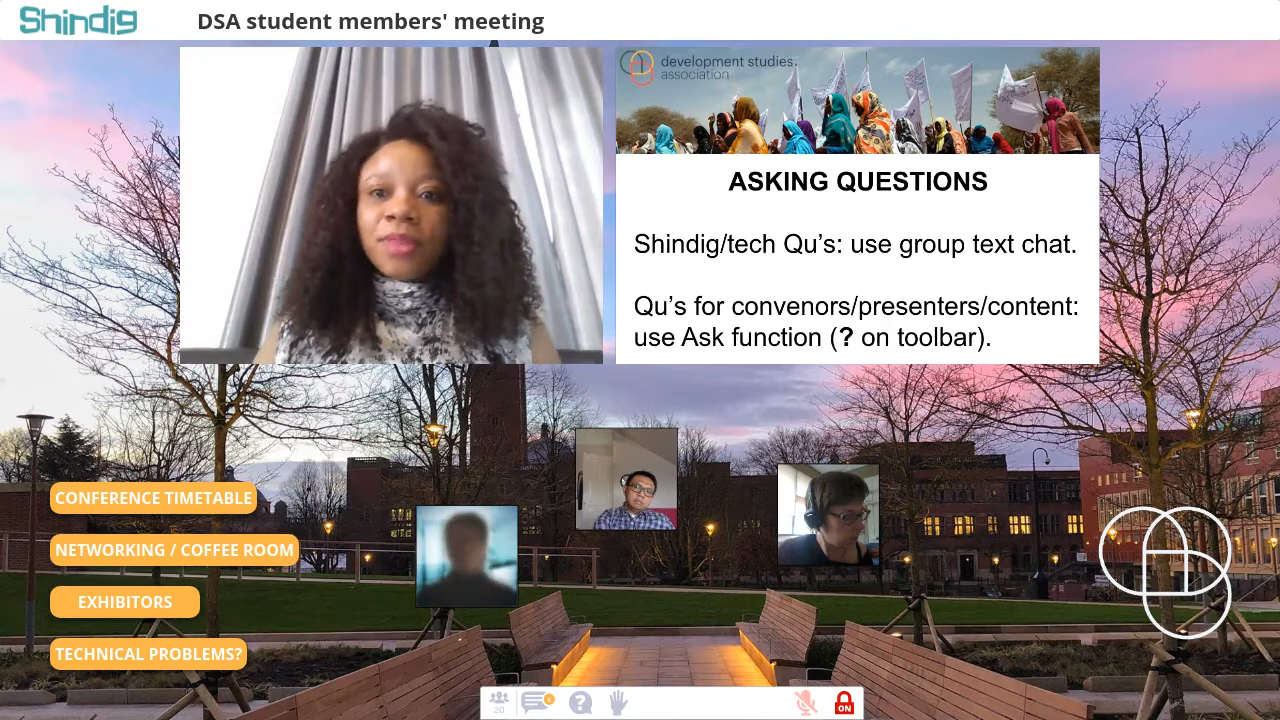 Shindig
DSA student members' meeting
development studies.
association
ASKING QUESTIONS
Shindig/tech Qu's: use group text chat.
Qu's for convenors/presenters/content:
use Ask function (? on toolbar).
CONFERENCE TIMETABLE
NETWORKING / COFFEE ROOM
EXHIBITORS
TECHNICAL PROBLEMS?
20
ON